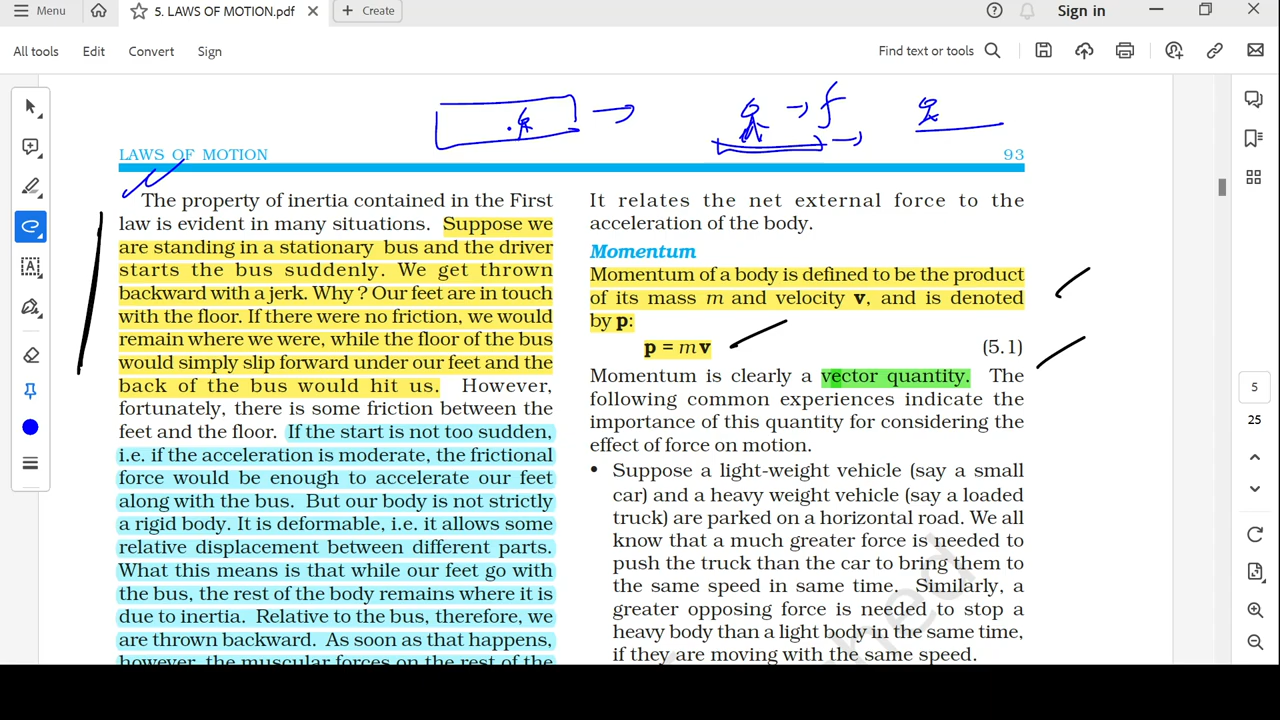 Menu
5. LAWS OF MOTION.pdf
Create
Sign in
All tools
Edit
Convert
Sign
Find text or tools
f
LAWS OF MOTION
93
The property of inertia contained in the First
law is evident in many situations. Suppose we
are standing in a stationary bus and the driver
starts the bus suddenly. We get thrown
backward with a jerk. Why ? Our feet are in touch
with the floor. If there were no friction, we would
remain where we were, while the floor of the bus
would simply slip forward under our feet and the
back of the bus would hit us. However,
fortunately, there is some friction between the
feet and the floor. If the start is not too sudden,
i.e. if the acceleration is moderate, the frictional
force would be enough to accelerate our feet
along with the bus. But our body is not strictly
a rigid body. It is deformable, i.e. it allows some
relative displacement between different parts.
What this means is that while our feet go with
the bus, the rest of the body remains where it is
due to inertia. Relative to the bus, therefore, we
are thrown backward. As soon as that happens,
however, the muscular forces on the rest of the
It relates the net external force to the
acceleration of the body.
Momentum
Momentum of a body is defined to be the product
of its mass m and velocity v, and is denoted
by p:
p = m v (5.1)
Momentum is clearly a vector quantity. The
following common experiences indicate the
importance of this quantity for considering the
effect of force on motion.
• Suppose a light-weight vehicle (say a small
car) and a heavy weight vehicle (say a loaded
truck) are parked on a horizontal road. We all
know that a much greater force is needed to
push the truck than the car to bring them to
the same speed in same time. Similarly, a
greater opposing force is needed to stop a
heavy body than a light body in the same time,
if they are moving with the same speed.
5
25